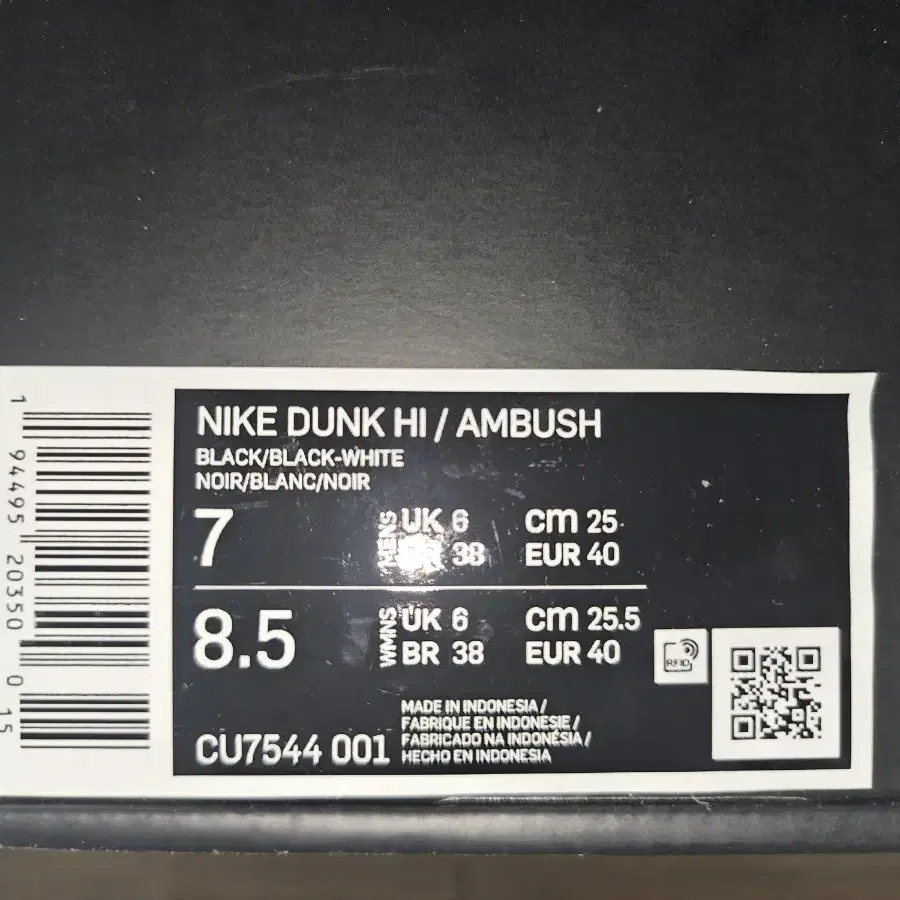 1 94495 20350 0 15
NIKE DUNK HI / AMBUSH
BLACK/BLACK-WHITE
NOIR/BLANC/NOIR
7 MENS UK 6 cm 25
38 EUR 40
8.5 WMNS UK 6 cm 25.5
BR 38 EUR 40
RFID
MADE IN INDONESIA /
FABRIQUE EN INDONESIE /
FABRICADO NA INDONÉSIA /
CU7544 001 HECHO EN INDONESIA